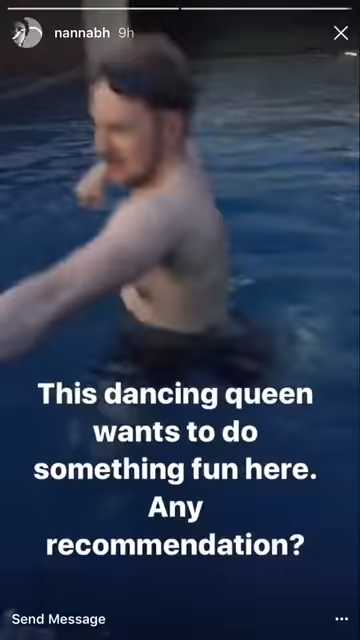 nannabh 9h
This dancing queen
wants to do
something fun here.
Any
recommendation?
Send Message